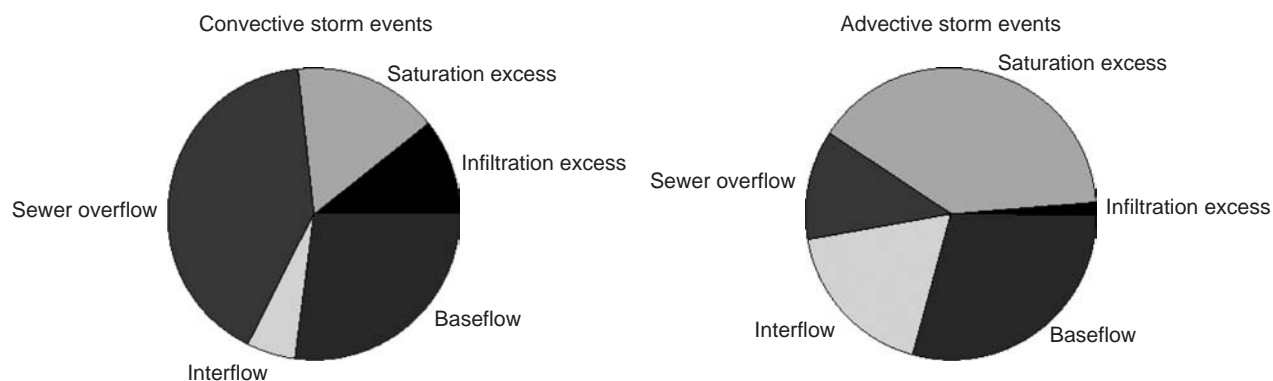 Convective storm events
Saturation excess
Infiltration excess
Sewer overflow
Baseflow
Interflow
Advective storm events
Saturation excess
Sewer overflow
Infiltration excess
Interflow
Baseflow